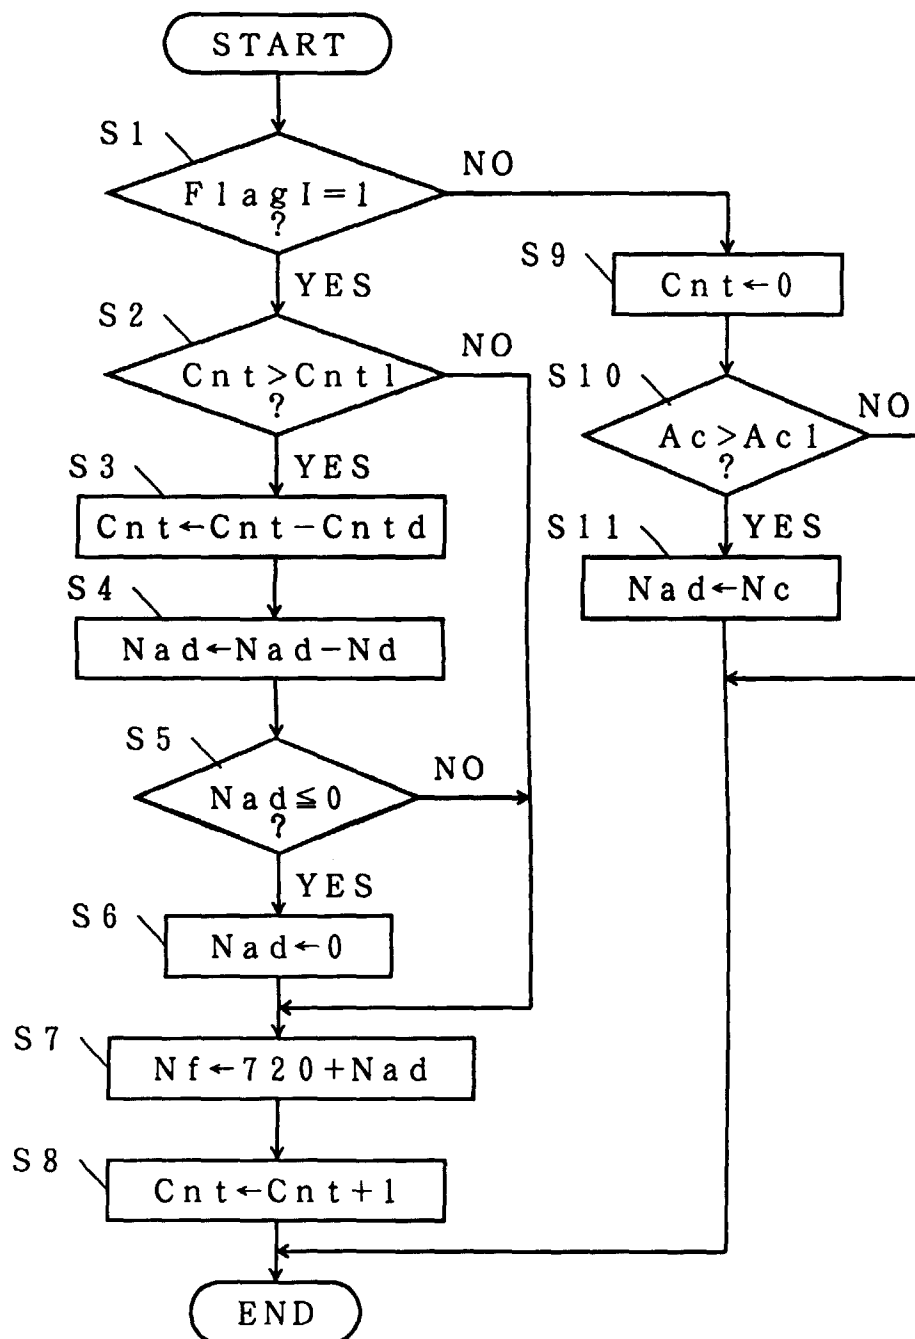 START
S1
FlagI=1
?
NO
YES
S2
Cnt>Cnt1
?
NO
YES
S3
Cnt←Cnt-Cntd
S4
Nad←Nad-Nd
S5
Nad≦0
?
NO
YES
S6
Nad←0
S7
Nf←720+Nad
S8
Cnt←Cnt+1
END
S9
Cnt←0
S10
Ac>Ac1
?
NO
YES
S11
Nad←Nc